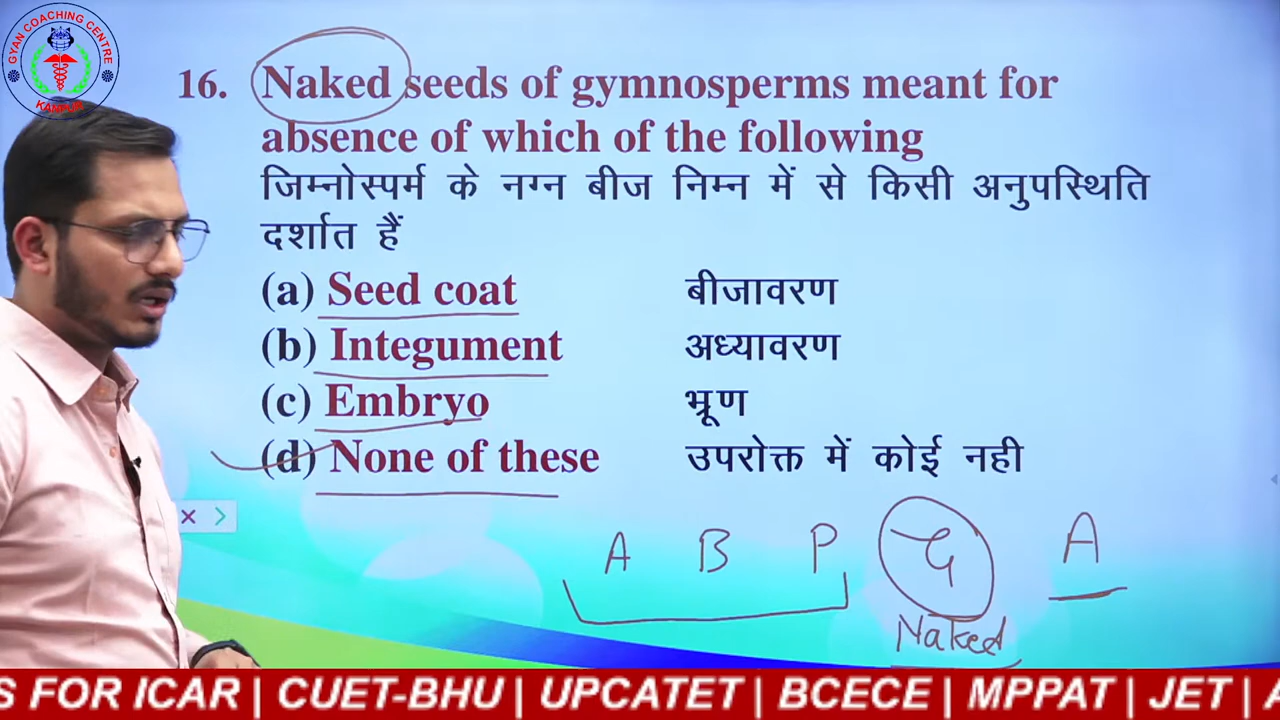 GYAN COACHING CENTRE
KANPUR
16. Naked seeds of gymnosperms meant for
absence of which of the following
जिम्नोस्पर्म के नग्न बीज निम्न में से किसी अनुपस्थिति
दर्शात हैं
(a) Seed coat बीजावरण
(b) Integument अध्यावरण
(c) Embryo भ्रूण
(d) None of these उपरोक्त में कोई नही
A B P G A
Naked
S FOR ICAR | CUET-BHU | UPCATET | BCECE | MPPAT | JET | A